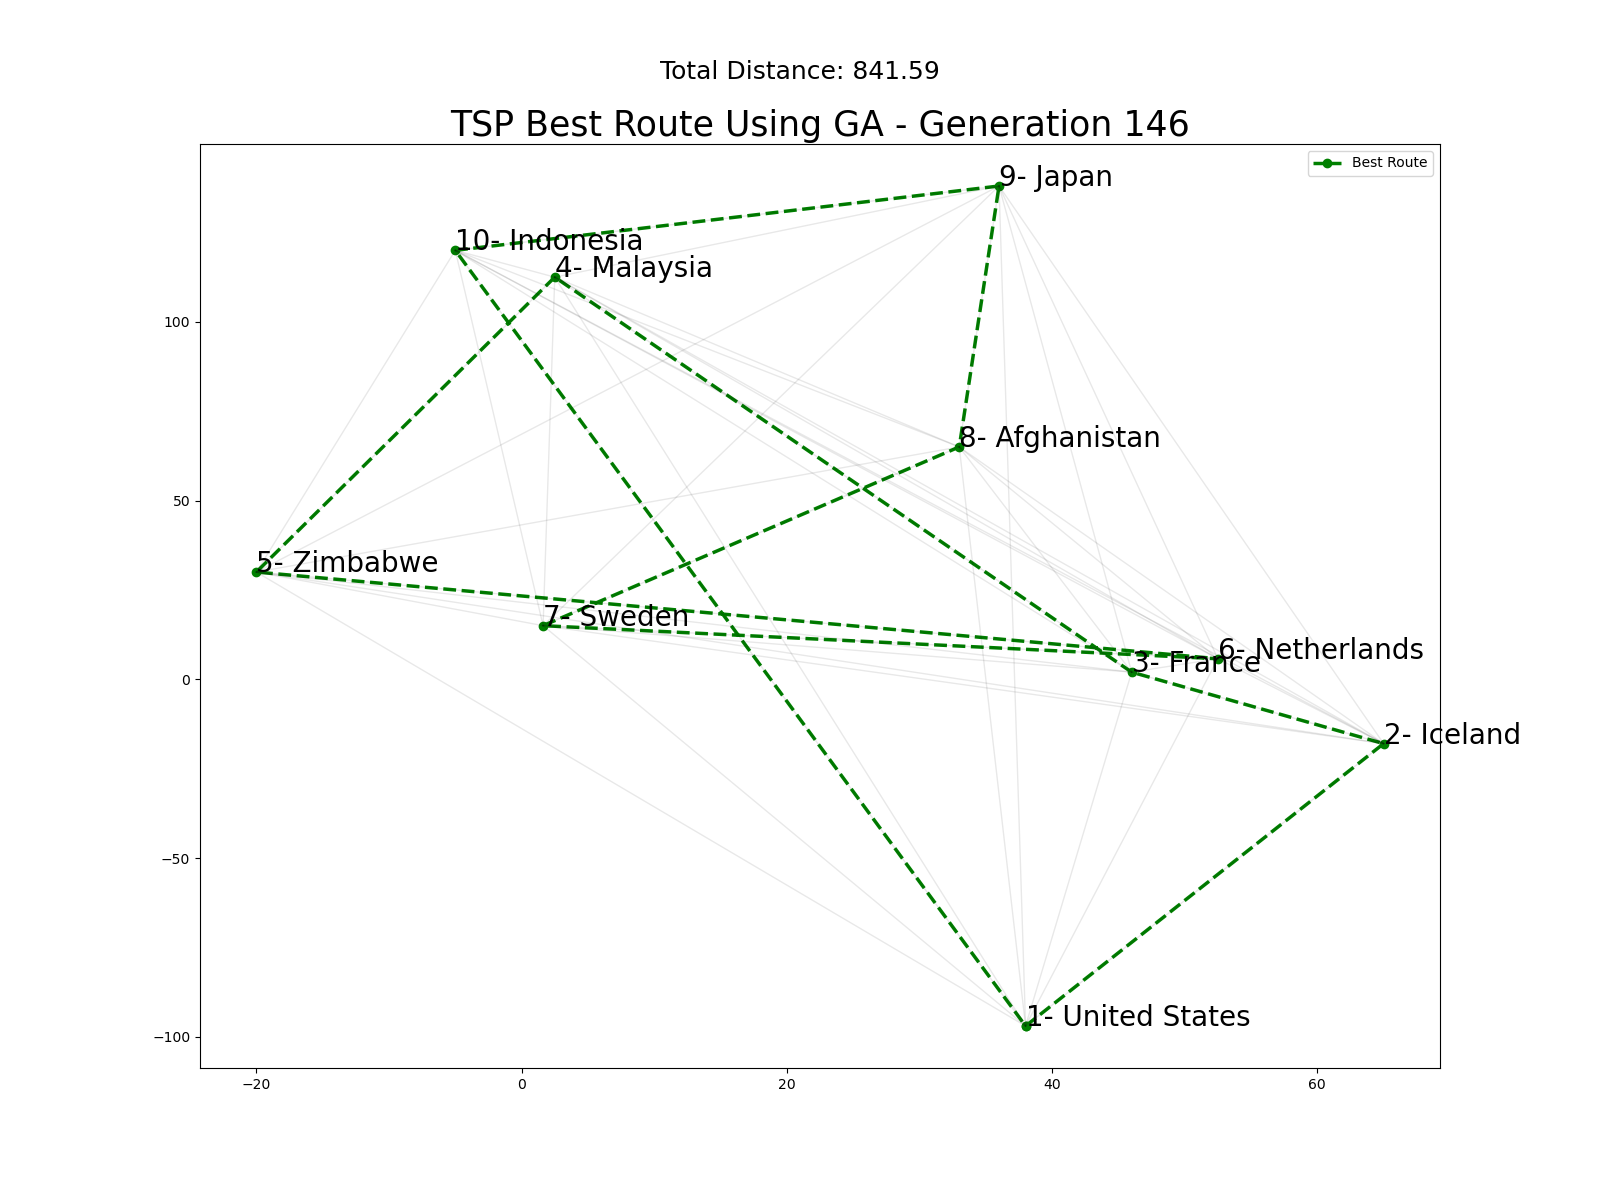 Total Distance: 841.59
TSP Best Route Using GA - Generation 146
Best Route
9- Japan
10- Indonesia
4- Malaysia
100
8- Afghanistan
50
5- Zimbabwe
7- Sweden
6- Netherlands
3- France
0
2- Iceland
−50
1- United States
−100
−20 0 20 40 60